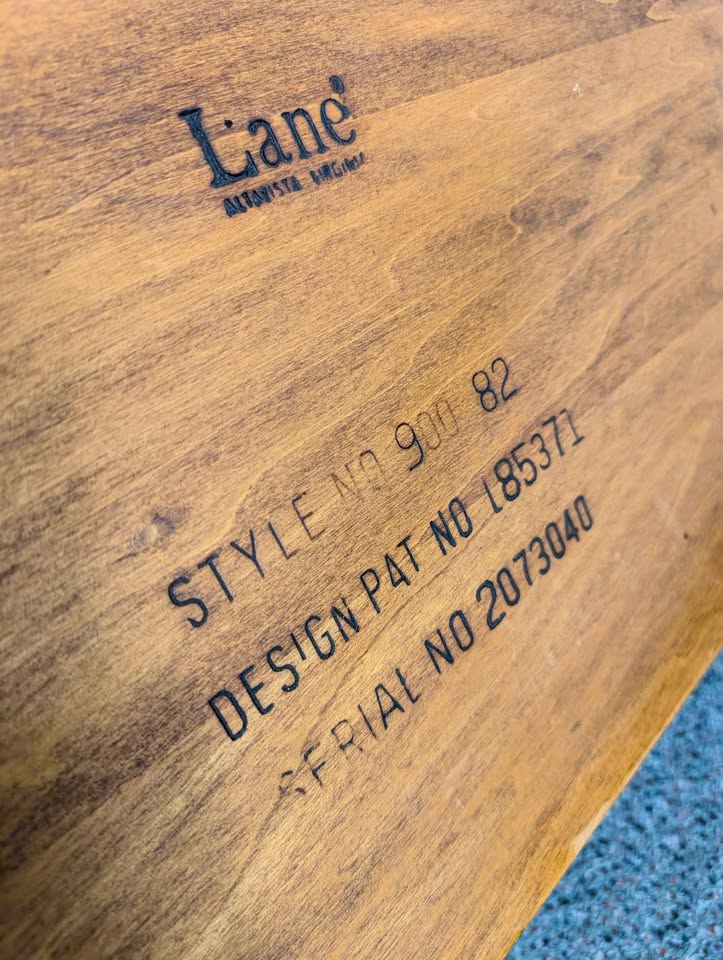 Lane®
ALTAVISTA VIRGINIA
STYLE NO 900 82
DESIGN PAT NO 185371
SERIAL NO 2073040